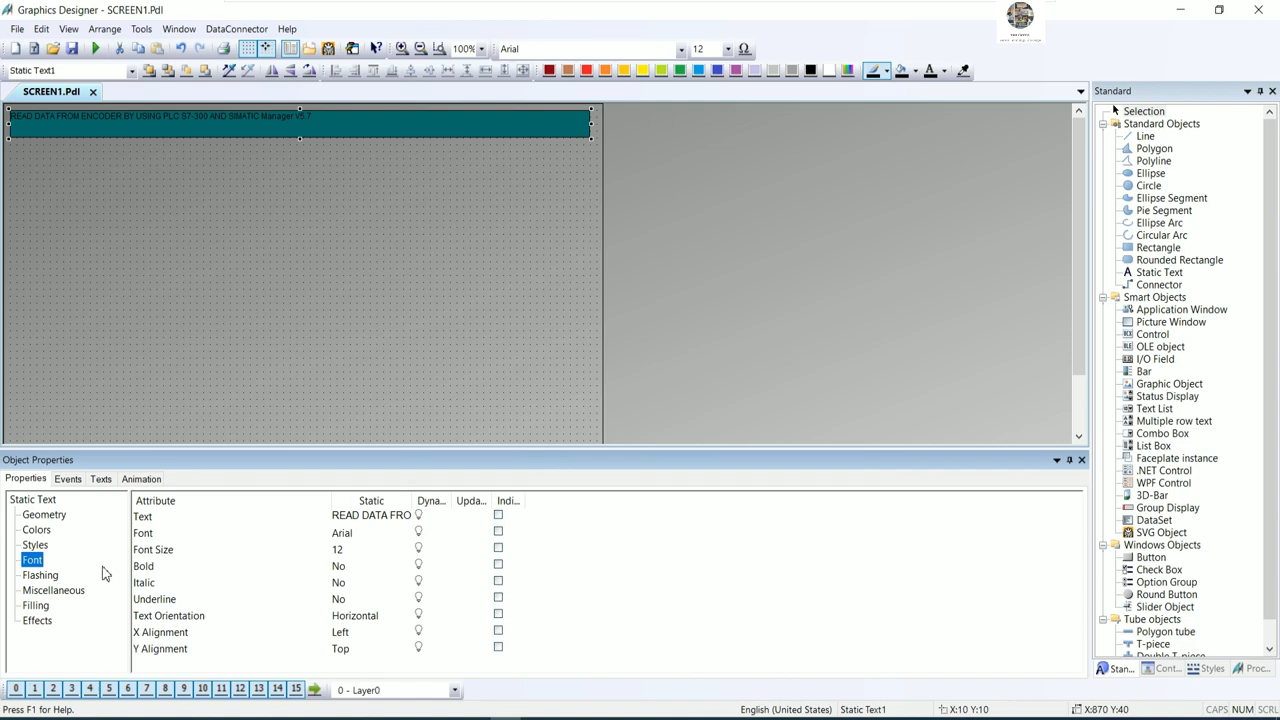 Graphics Designer - SCREEN1.Pdl
File Edit View Arrange Tools Window DataConnector Help
100% Arial 12
Static Text1
SCREEN1.Pdl
READ DATA FROM ENCODER BY USING PLC S7-300 AND SIMATIC Manager V5.7
Standard
Selection
Standard Objects
Line
Polygon
Polyline
Ellipse
Circle
Ellipse Segment
Pie Segment
Ellipse Arc
Circular Arc
Rectangle
Rounded Rectangle
Static Text
Connector
Smart Objects
Application Window
Picture Window
Control
OLE object
I/O Field
Bar
Graphic Object
Status Display
Text List
Multiple row text
Combo Box
List Box
Faceplate instance
.NET Control
WPF Control
3D-Bar
Group Display
DataSet
SVG Object
Windows Objects
Button
Check Box
Option Group
Round Button
Slider Object
Tube objects
Polygon tube
T-piece
Double T-piece
Stan... Cont... Styles Proc...
Object Properties
Properties Events Texts Animation
Static Text
Geometry
Colors
Styles
Font
Flashing
Miscellaneous
Filling
Effects
Attribute Static Dyna... Upda... Indi...
Text READ DATA FRO
Font Arial
Font Size 12
Bold No
Italic No
Underline No
Text Orientation Horizontal
X Alignment Left
Y Alignment Top
0 1 2 3 4 5 6 7 8 9 10 11 12 13 14 15 0 - Layer0
Press F1 for Help. English (United States) Static Text1 X:10 Y:10 X:870 Y:40 CAPS NUM SCRL